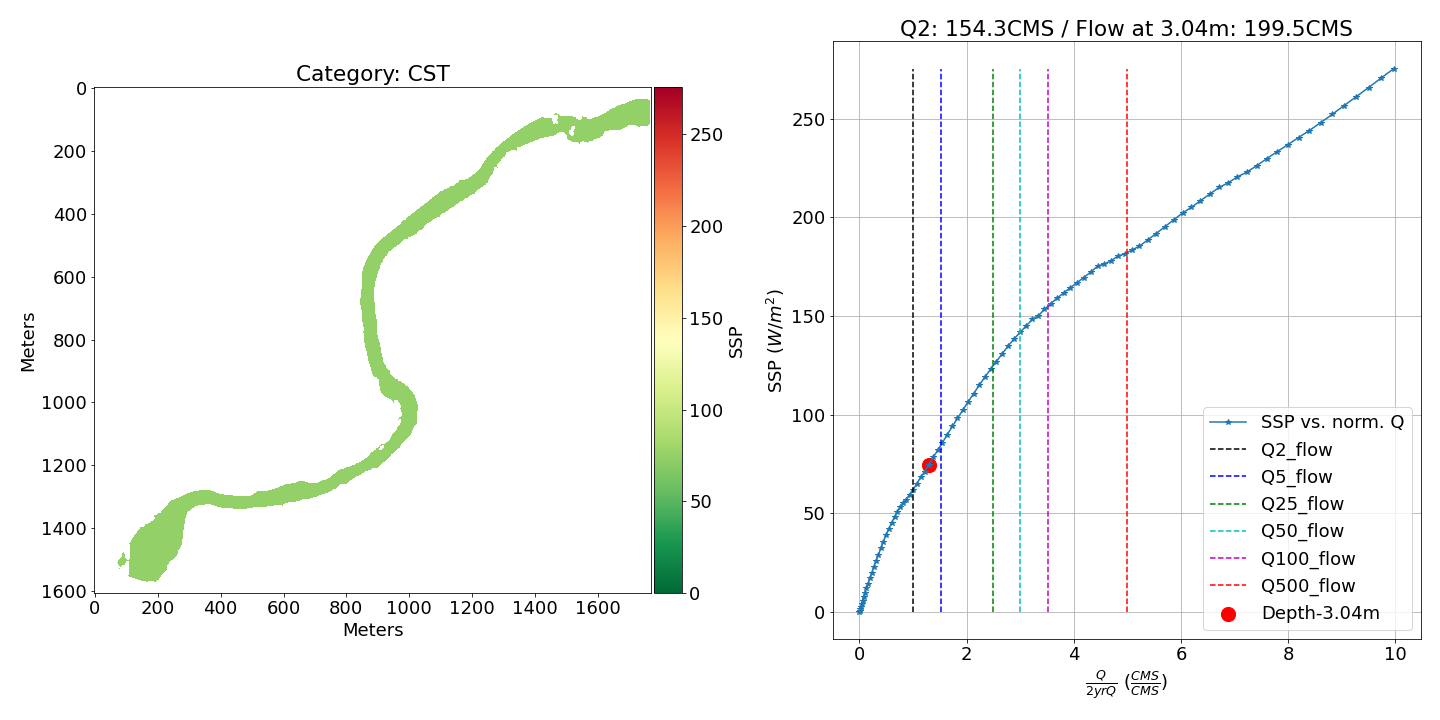 Category: CST
0
200
400
600
800
1000
1200
1400
1600
Meters
0
200
400
600
800
1000
1200
1400
1600
Meters
250
200
150
100
50
0
SSP
Q2: 154.3CMS / Flow at 3.04m: 199.5CMS
250
200
150
100
50
0
SSP (W/m²)
0
2
4
6
8
10
Q/2yrQ (CMS/CMS)
SSP vs. norm. Q
Q2_flow
Q5_flow
Q25_flow
Q50_flow
Q100_flow
Q500_flow
Depth-3.04m